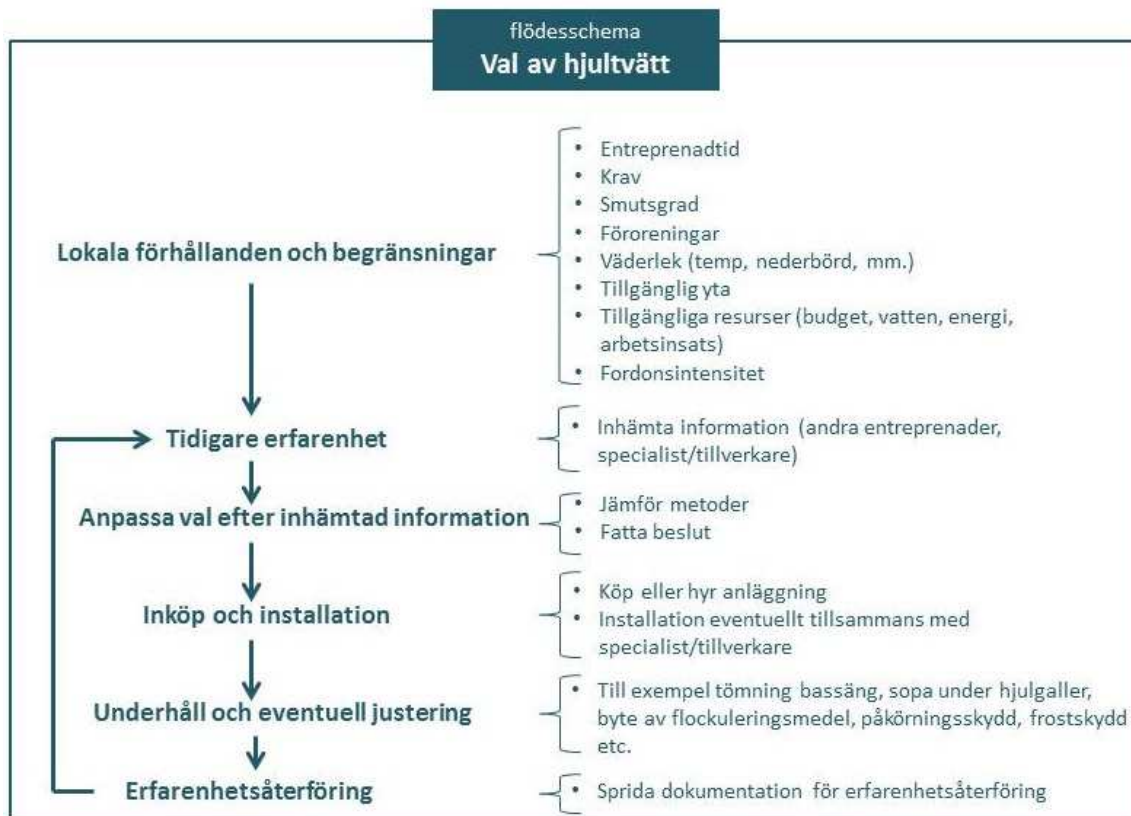 flödesschema
Val av hjultvätt
Lokala förhållanden och begränsningar
• Entreprenadtid
• Krav
• Smutsgrad
• Föroreningar
• Väderlek (temp, nederbörd, mm.)
• Tillgänglig yta
• Tillgängliga resurser (budget, vatten, energi,
arbetsinsats)
• Fordonsintensitet
Tidigare erfarenhet
• Inhämta information (andra entreprenader,
specialist/tillverkare)
Anpassa val efter inhämtad information
• Jämför metoder
• Fatta beslut
Inköp och installation
• Köp eller hyr anläggning
• Installation eventuellt tillsammans med
specialist/tillverkare
Underhåll och eventuell justering
• Till exempel tömning bassäng, sopa under hjulgaller,
byte av flockuleringsmedel, påkörningsskydd, frostskydd
etc.
Erfarenhetsåterföring
• Sprida dokumentation för erfarenhetsåterföring